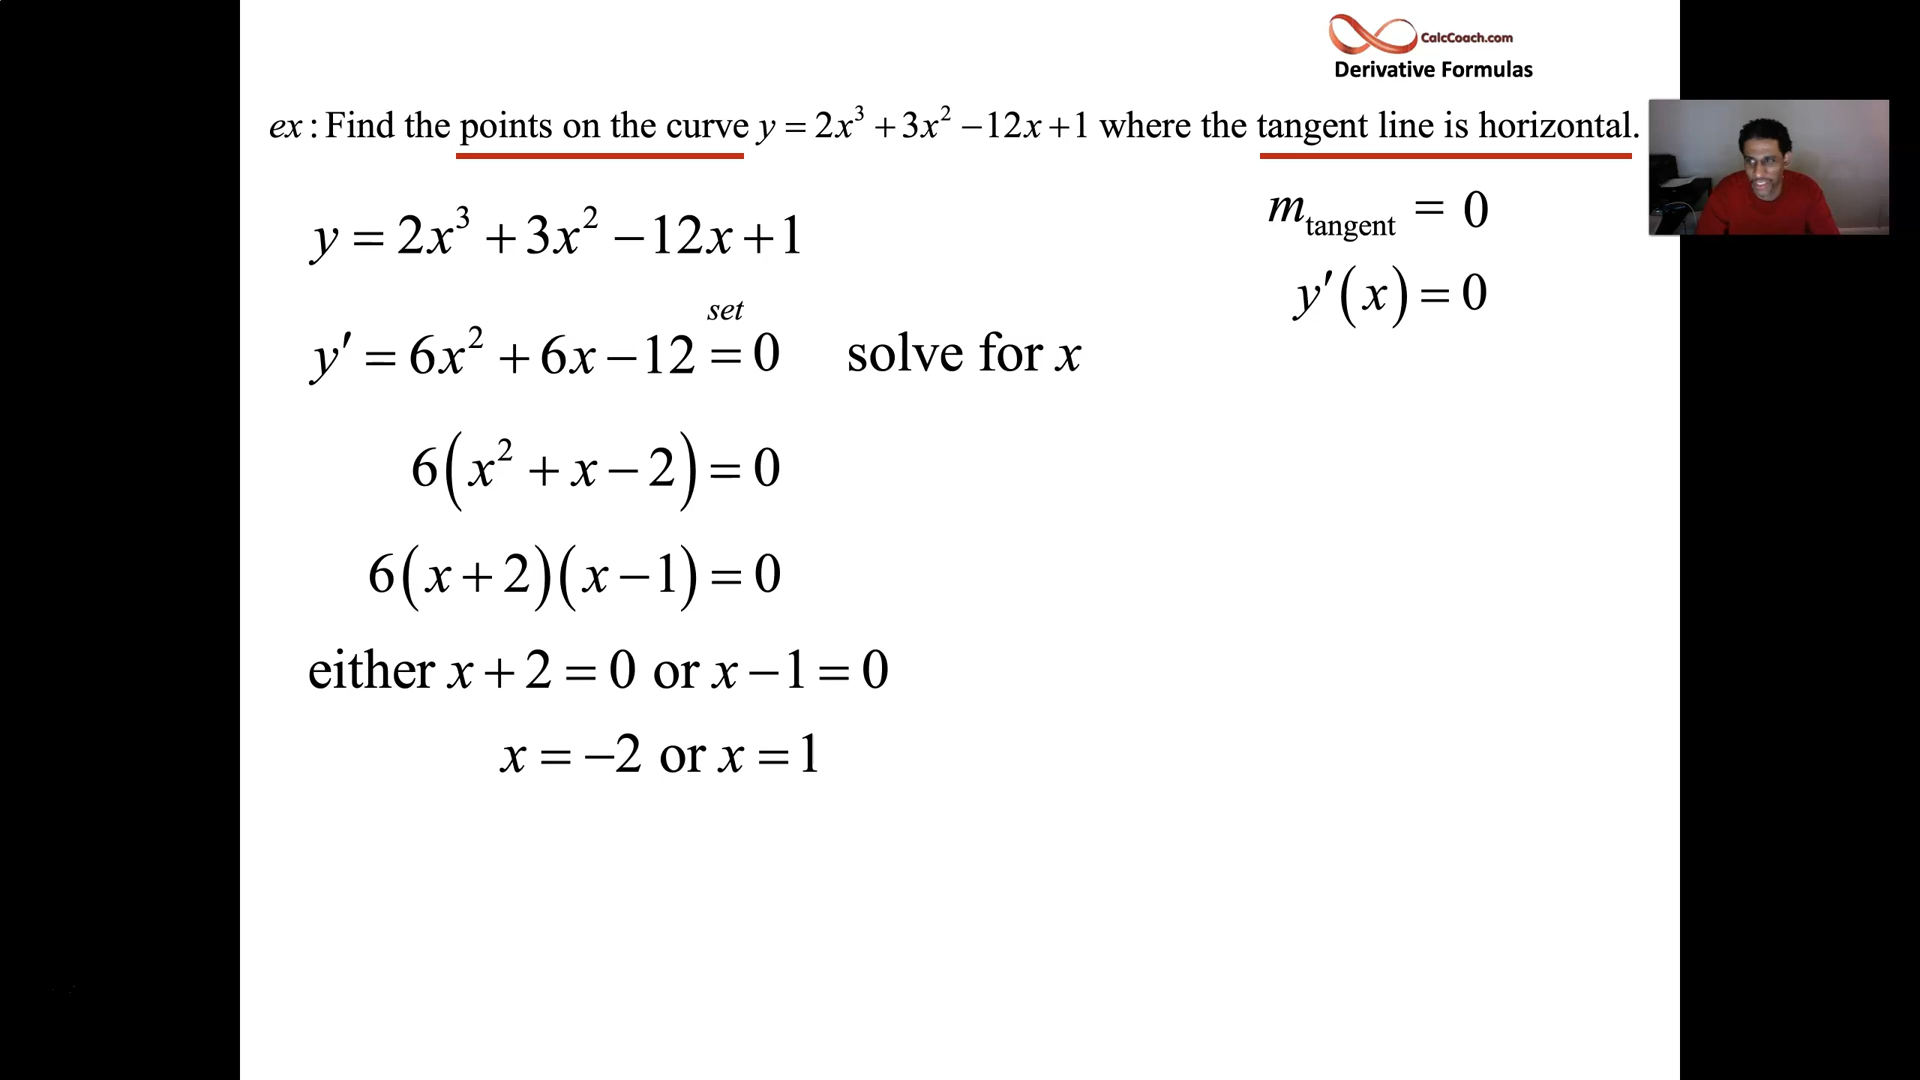 CalcCoach.com
Derivative Formulas
ex: Find the points on the curve y = 2x³ + 3x² − 12x + 1 where the tangent line is horizontal.
y = 2x³ + 3x² − 12x + 1
m_tangent = 0
y′(x) = 0
set
y′ = 6x² + 6x − 12 = 0 solve for x
6(x² + x − 2) = 0
6(x + 2)(x − 1) = 0
either x + 2 = 0 or x − 1 = 0
x = −2 or x = 1